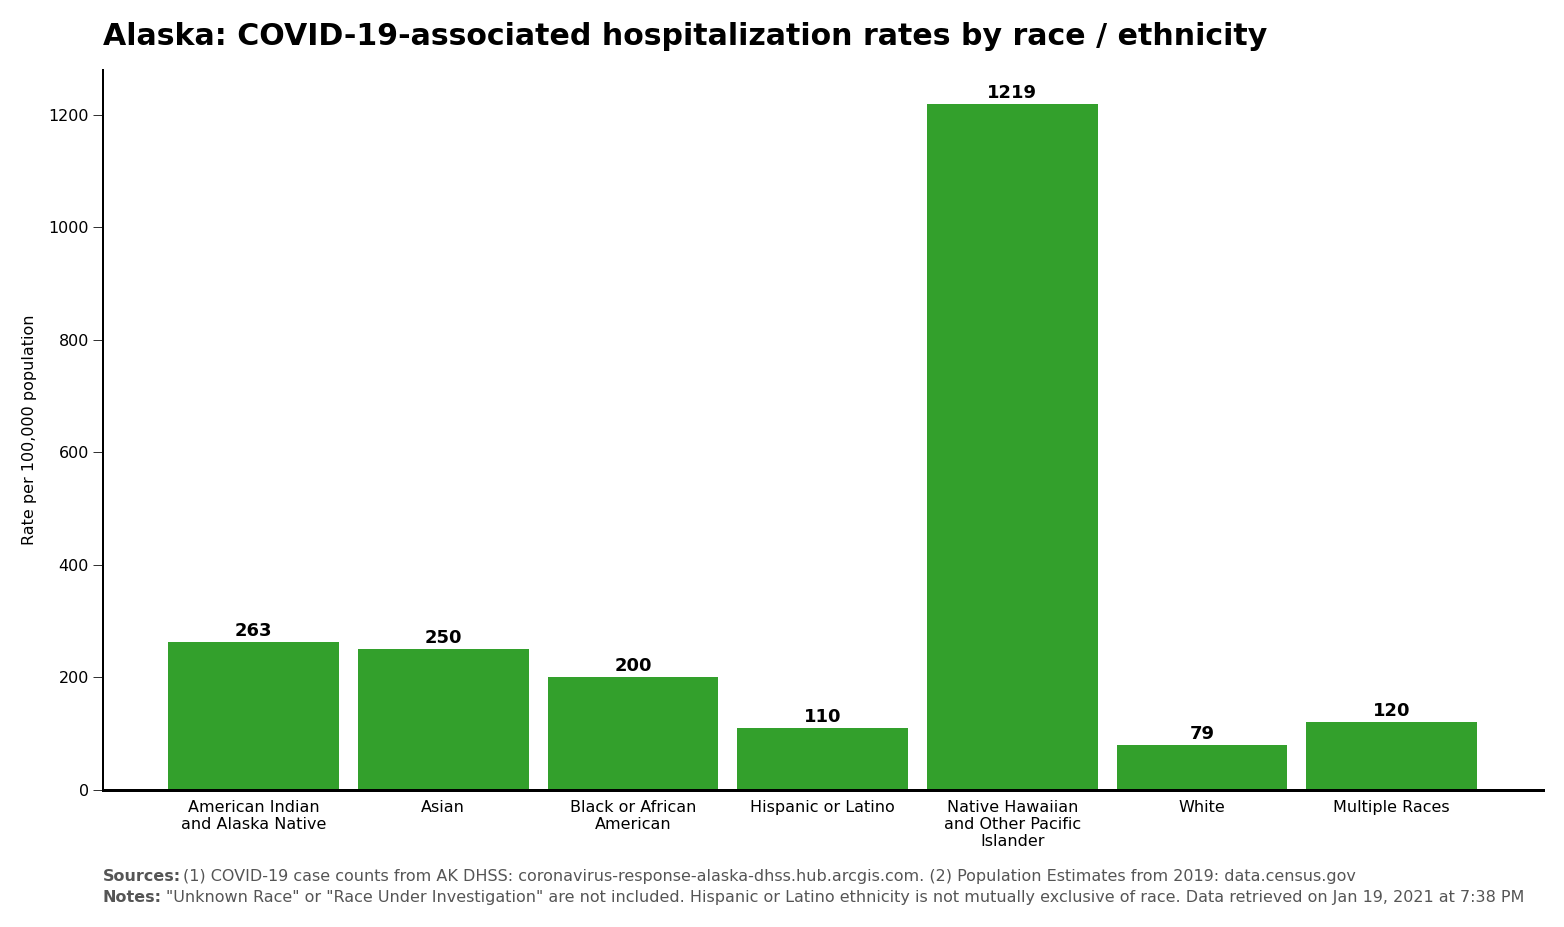 Alaska: COVID-19-associated hospitalization rates by race / ethnicity
Rate per 100,000 population
1200
1000
800
600
400
200
0
263
250
200
110
1219
79
120
American Indian
and Alaska Native
Asian
Black or African
American
Hispanic or Latino
Native Hawaiian
and Other Pacific
Islander
White
Multiple Races
Sources: (1) COVID-19 case counts from AK DHSS: coronavirus-response-alaska-dhss.hub.arcgis.com. (2) Population Estimates from 2019: data.census.gov
Notes: "Unknown Race" or "Race Under Investigation" are not included. Hispanic or Latino ethnicity is not mutually exclusive of race. Data retrieved on Jan 19, 2021 at 7:38 PM